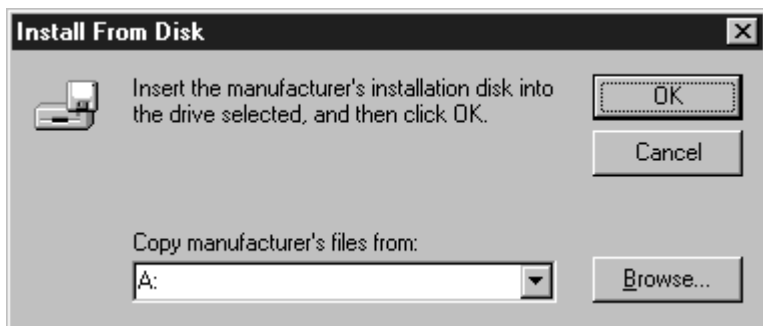 Install From Disk
Insert the manufacturer's installation disk into
the drive selected, and then click OK.
OK
Cancel
Copy manufacturer's files from:
A:
Browse...